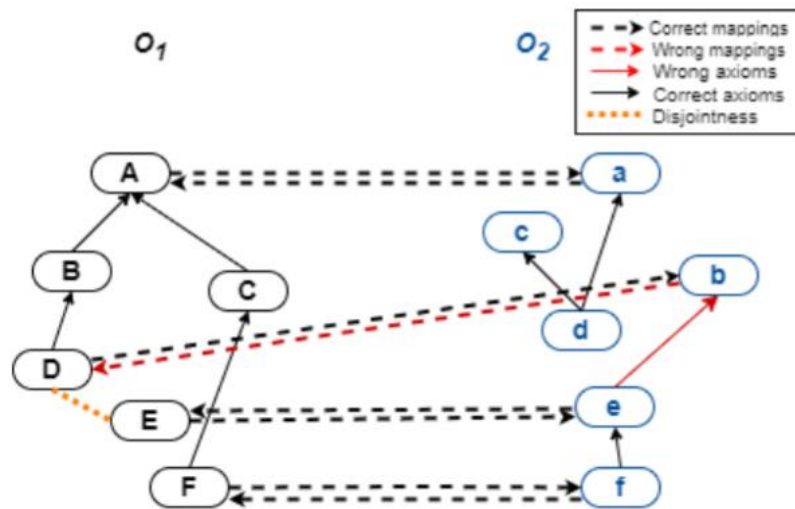 O1 O2
Correct mappings
Wrong mappings
Wrong axioms
Correct axioms
Disjointness
A a
c
B C b
d
D
E e
F f